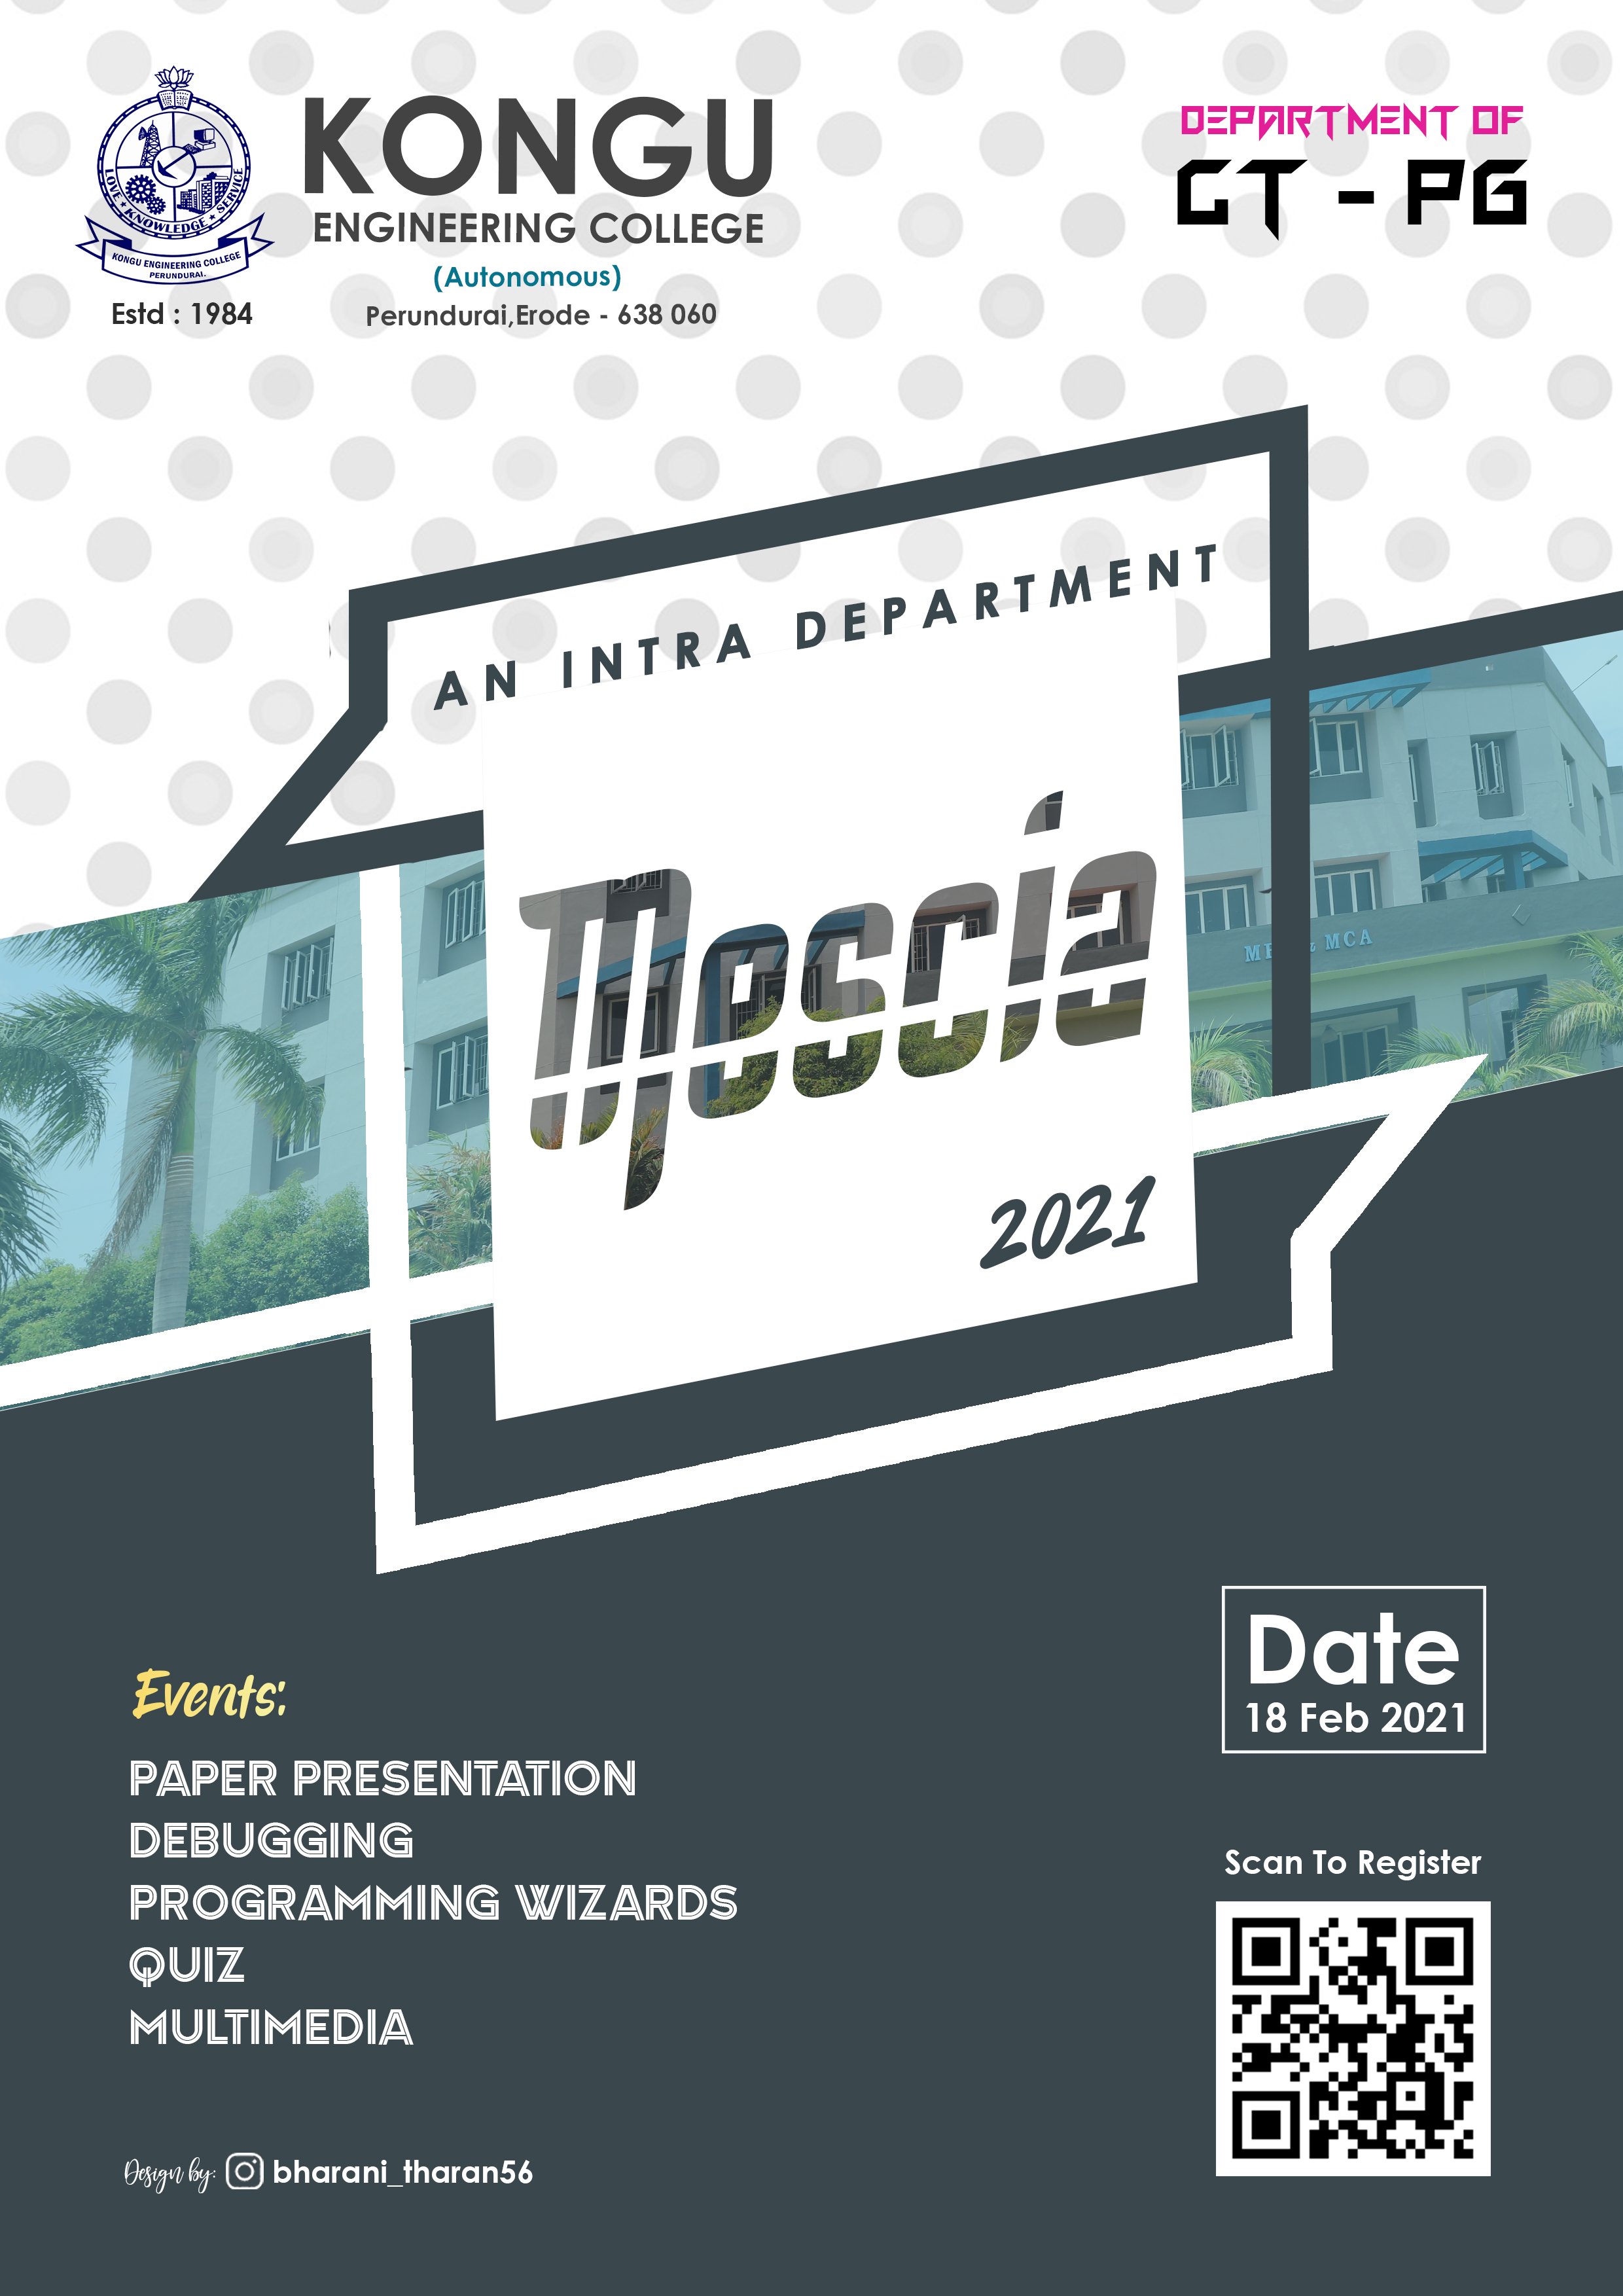 LOVE ★ KNOWLEDGE ★ SERVICE
KONGU ENGINEERING COLLEGE
PERUNDURAI.
Estd : 1984
KONGU
ENGINEERING COLLEGE
(Autonomous)
Perundurai,Erode - 638 060
DEPARTMENT OF
CT - PG
AN INTRA DEPARTMENT
MCA
2021
Date
18 Feb 2021
Events:
PAPER PRESENTATION
DEBUGGING
PROGRAMMING WIZARDS
QUIZ
MULTIMEDIA
Scan To Register
Design by: bharani_tharan56